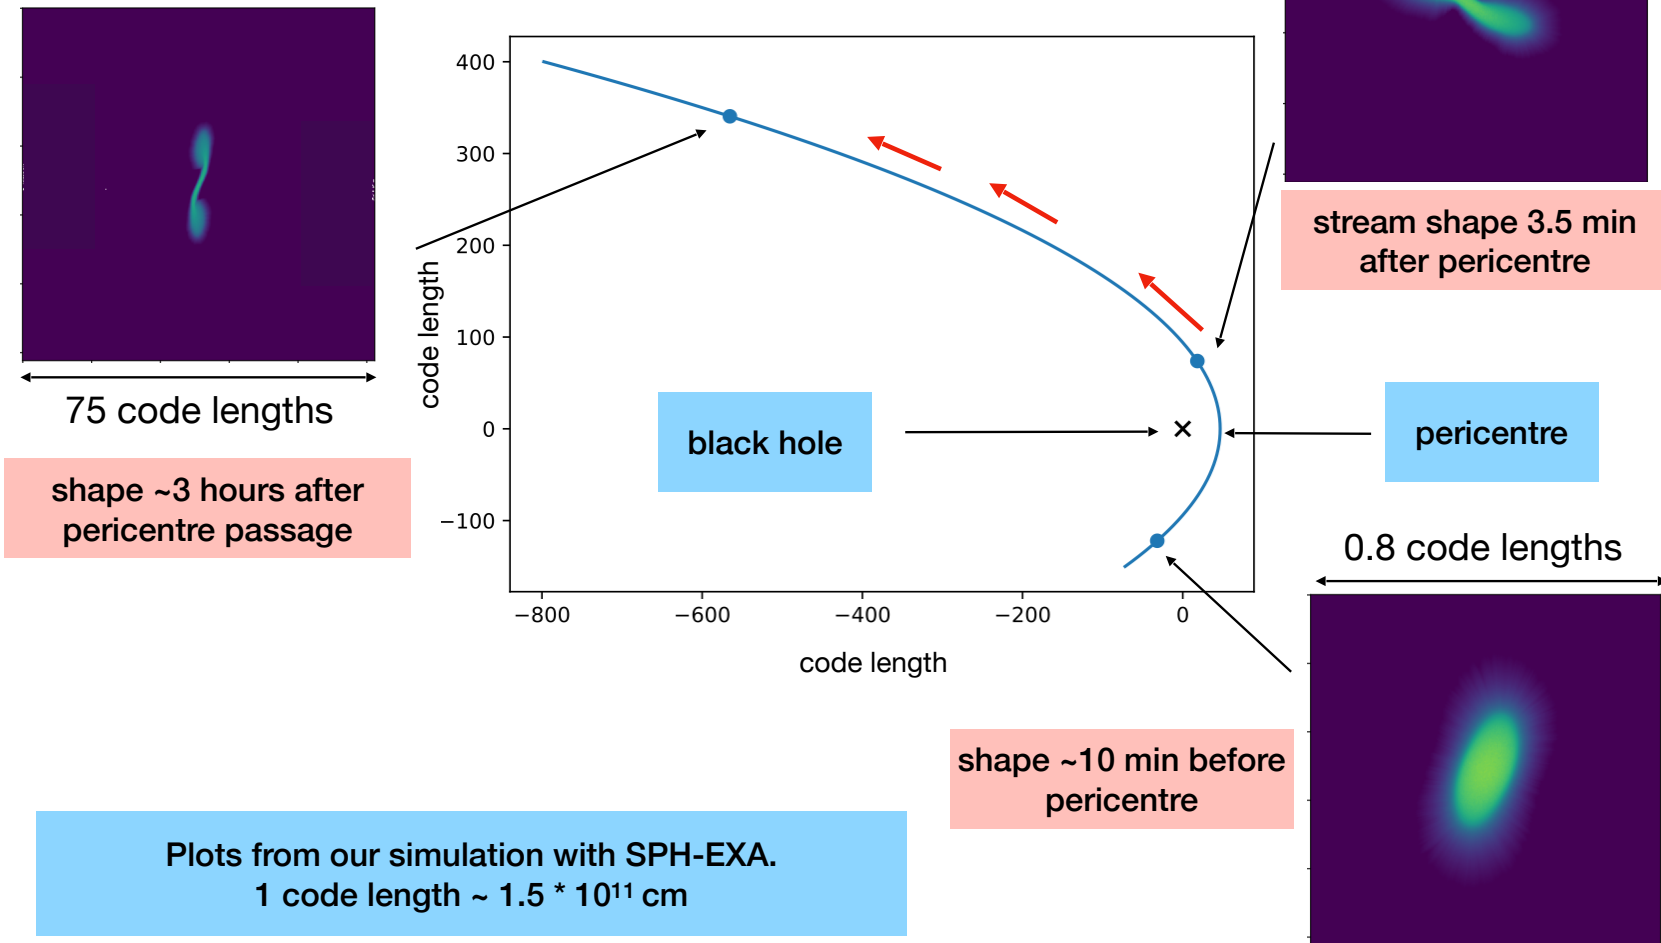 75 code lengths
shape ~3 hours after
pericentre passage
400
300
200
100
0
−100
code length
−800
−600
−400
−200
0
code length
black hole
pericentre
stream shape 3.5 min
after pericentre
0.8 code lengths
shape ~10 min before
pericentre
Plots from our simulation with SPH-EXA.
1 code length ~ 1.5 * 10¹¹ cm